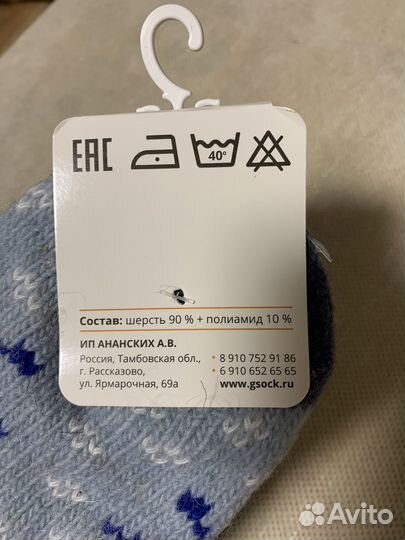 EAC
40°
Состав: шерсть 90 % + полиамид 10 %
ИП АНАНСКИХ А.В.
Россия, Тамбовская обл., • 8 910 752 91 86
г. Рассказово, • 6 910 652 65 65
ул. Ярмарочная, 69а www.gsock.ru
Avito